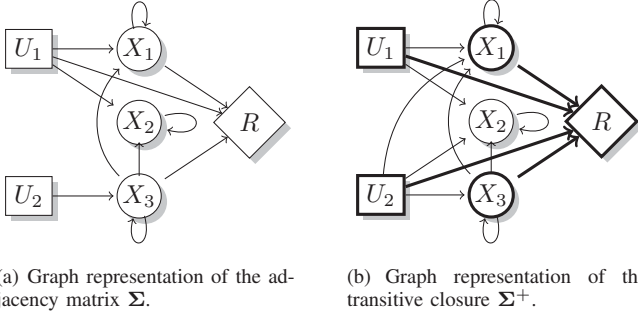 U₁ X₁ U₁ X₁
X₂ R X₂ R
U₂ X₃ U₂ X₃
(a) Graph representation of the ad-
jacency matrix Σ.
(b) Graph representation of th
transitive closure Σ⁺.